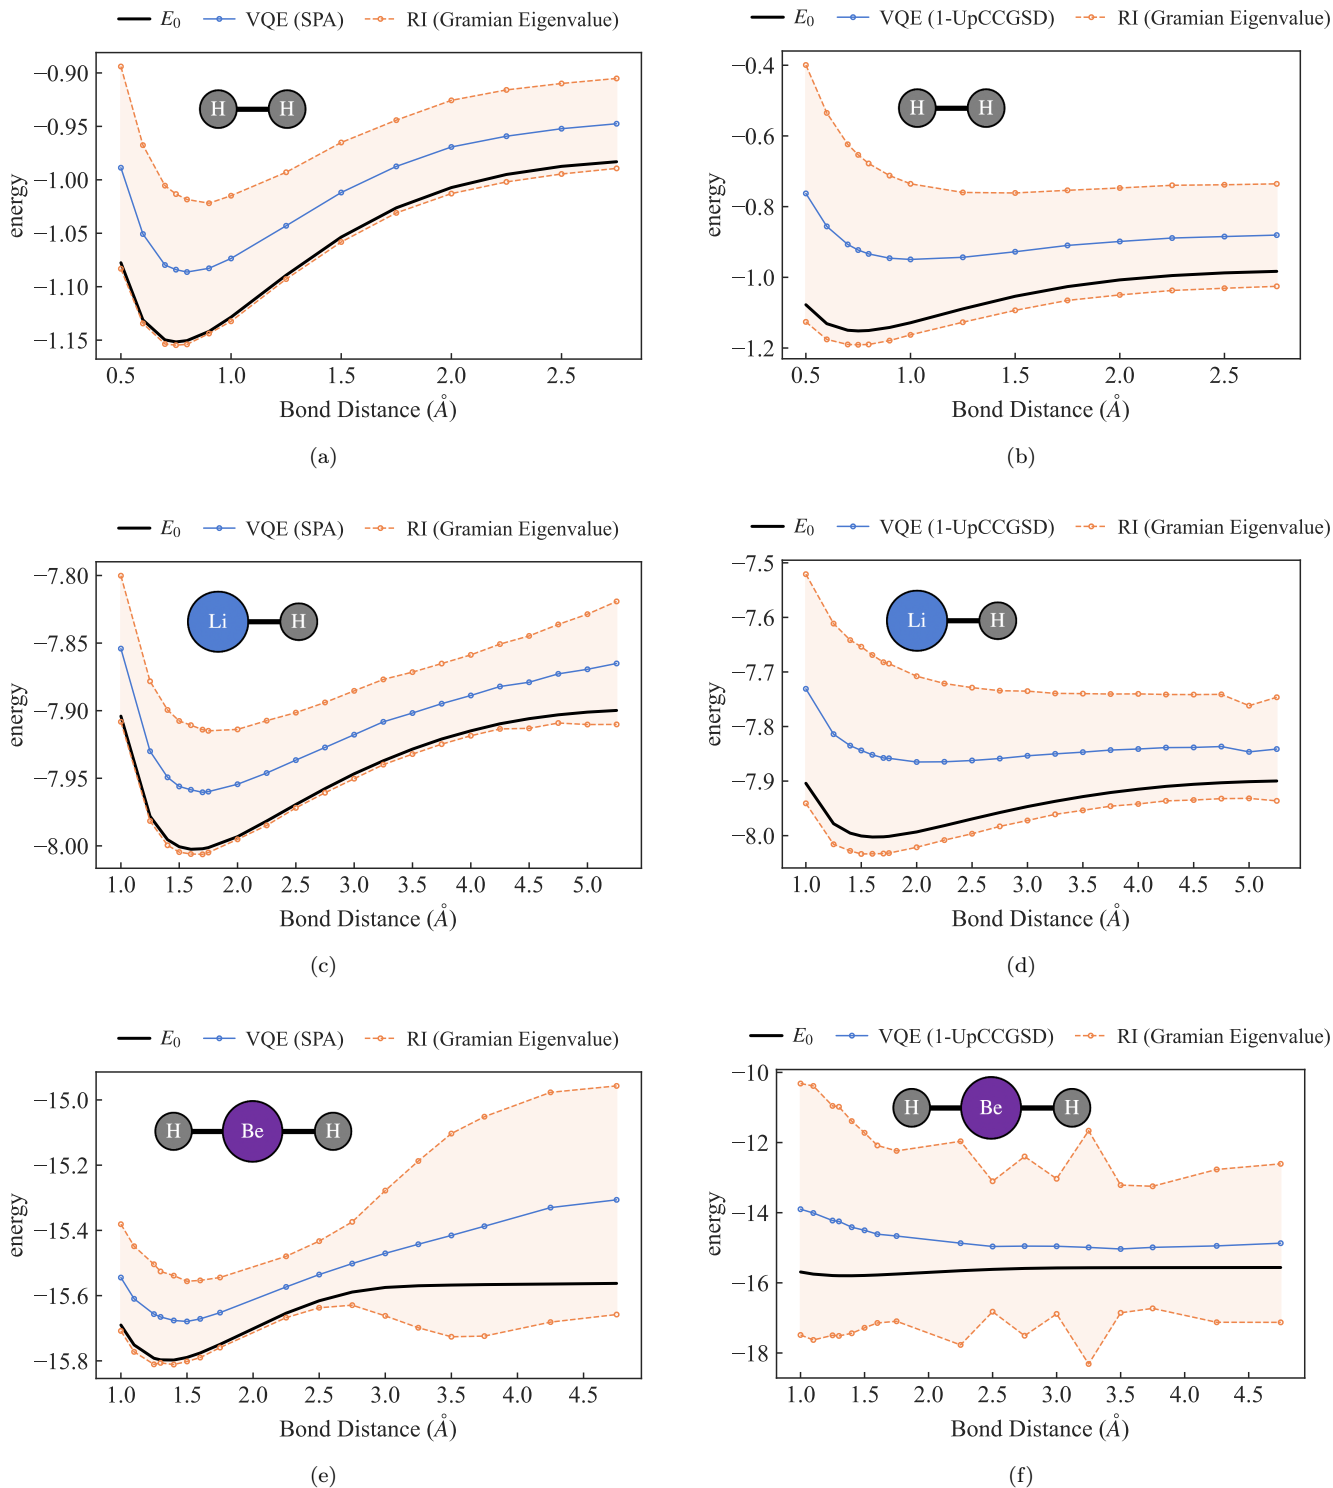 E₀ VQE (SPA) RI (Gramian Eigenvalue)
−0.90
−0.95
−1.00
−1.05
−1.10
−1.15
energy
H H
0.5 1.0 1.5 2.0 2.5
Bond Distance (Å)
(a)
E₀ VQE (1-UpCCGSD) RI (Gramian Eigenvalue)
−0.4
−0.6
−0.8
−1.0
−1.2
energy
H H
0.5 1.0 1.5 2.0 2.5
Bond Distance (Å)
(b)
E₀ VQE (SPA) RI (Gramian Eigenvalue)
−7.80
−7.85
−7.90
−7.95
−8.00
energy
Li H
1.0 1.5 2.0 2.5 3.0 3.5 4.0 4.5 5.0
Bond Distance (Å)
(c)
E₀ VQE (1-UpCCGSD) RI (Gramian Eigenvalue)
−7.5
−7.6
−7.7
−7.8
−7.9
−8.0
energy
Li H
1.0 1.5 2.0 2.5 3.0 3.5 4.0 4.5 5.0
Bond Distance (Å)
(d)
E₀ VQE (SPA) RI (Gramian Eigenvalue)
−15.0
−15.2
−15.4
−15.6
−15.8
energy
H Be H
1.0 1.5 2.0 2.5 3.0 3.5 4.0 4.5
Bond Distance (Å)
(e)
E₀ VQE (1-UpCCGSD) RI (Gramian Eigenvalue)
−10
−12
−14
−16
−18
energy
H Be H
1.0 1.5 2.0 2.5 3.0 3.5 4.0 4.5
Bond Distance (Å)
(f)